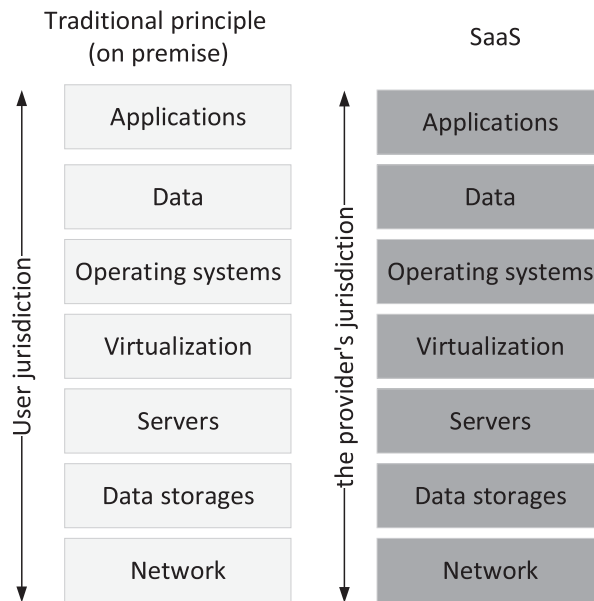 Traditional principle
(on premise)
User jurisdiction
Applications
Data
Operating systems
Virtualization
Servers
Data storages
Network
SaaS
the provider's jurisdiction
Applications
Data
Operating systems
Virtualization
Servers
Data storages
Network